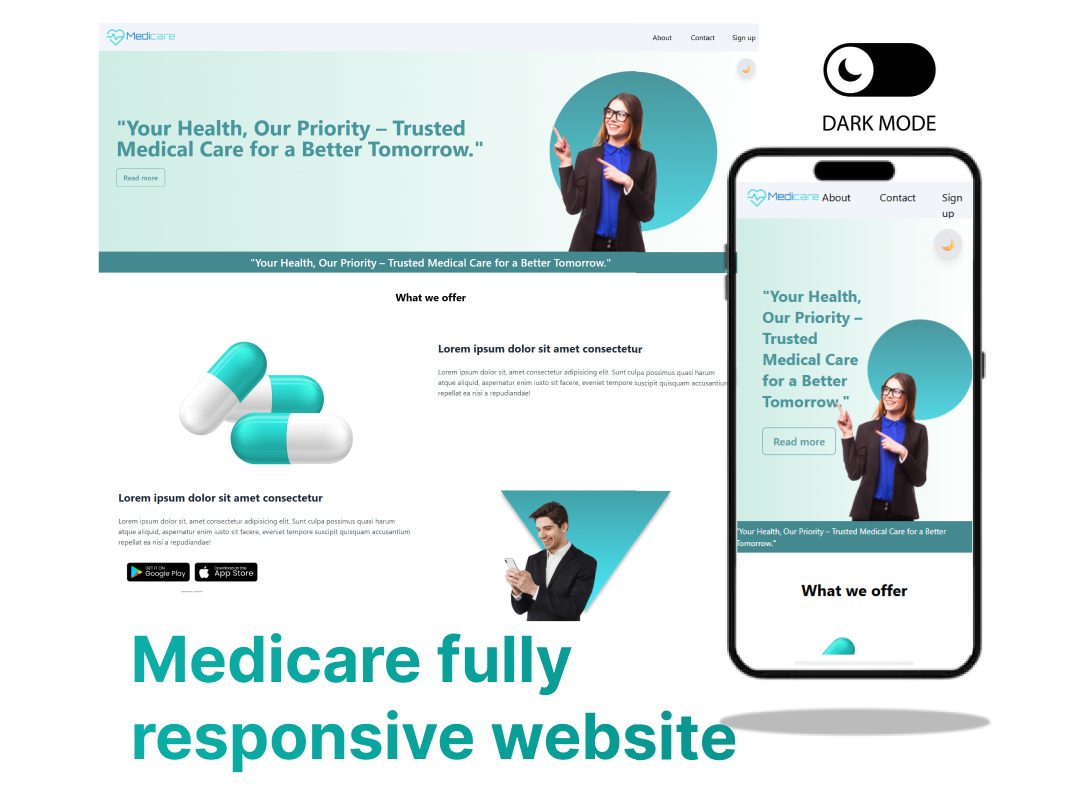 Medicare
About Contact Sign up
"Your Health, Our Priority – Trusted
Medical Care for a Better Tomorrow."
Read more
"Your Health, Our Priority – Trusted Medical Care for a Better Tomorrow."
What we offer
Lorem ipsum dolor sit amet consectetur
Lorem ipsum dolor sit amet, consectetur adipisicing elit. Sunt culpa possimus quasi harum
atque aliquid, aspernatur enim iusto sit facere, eveniet tempore suscipit quisquam accusantium
repellat ea nisi a repudiandae!
Lorem ipsum dolor sit amet consectetur
Lorem ipsum dolor sit, amet consectetur adipisicing elit. Sunt culpa possimus quasi harum
atque aliquid, aspernatur enim iusto sit facere, eveniet tempore suscipit quisquam accusantium
repellat ea nisi a repudiandae!
GET IT ON
Google Play
Download on the
App Store
DARK MODE
Medicare About Contact Sign
up
"Your Health,
Our Priority –
Trusted
Medical Care
for a Better
Tomorrow."
Read more
"Your Health, Our Priority – Trusted Medical Care for a Better
Tomorrow."
What we offer
Medicare fully
responsive website